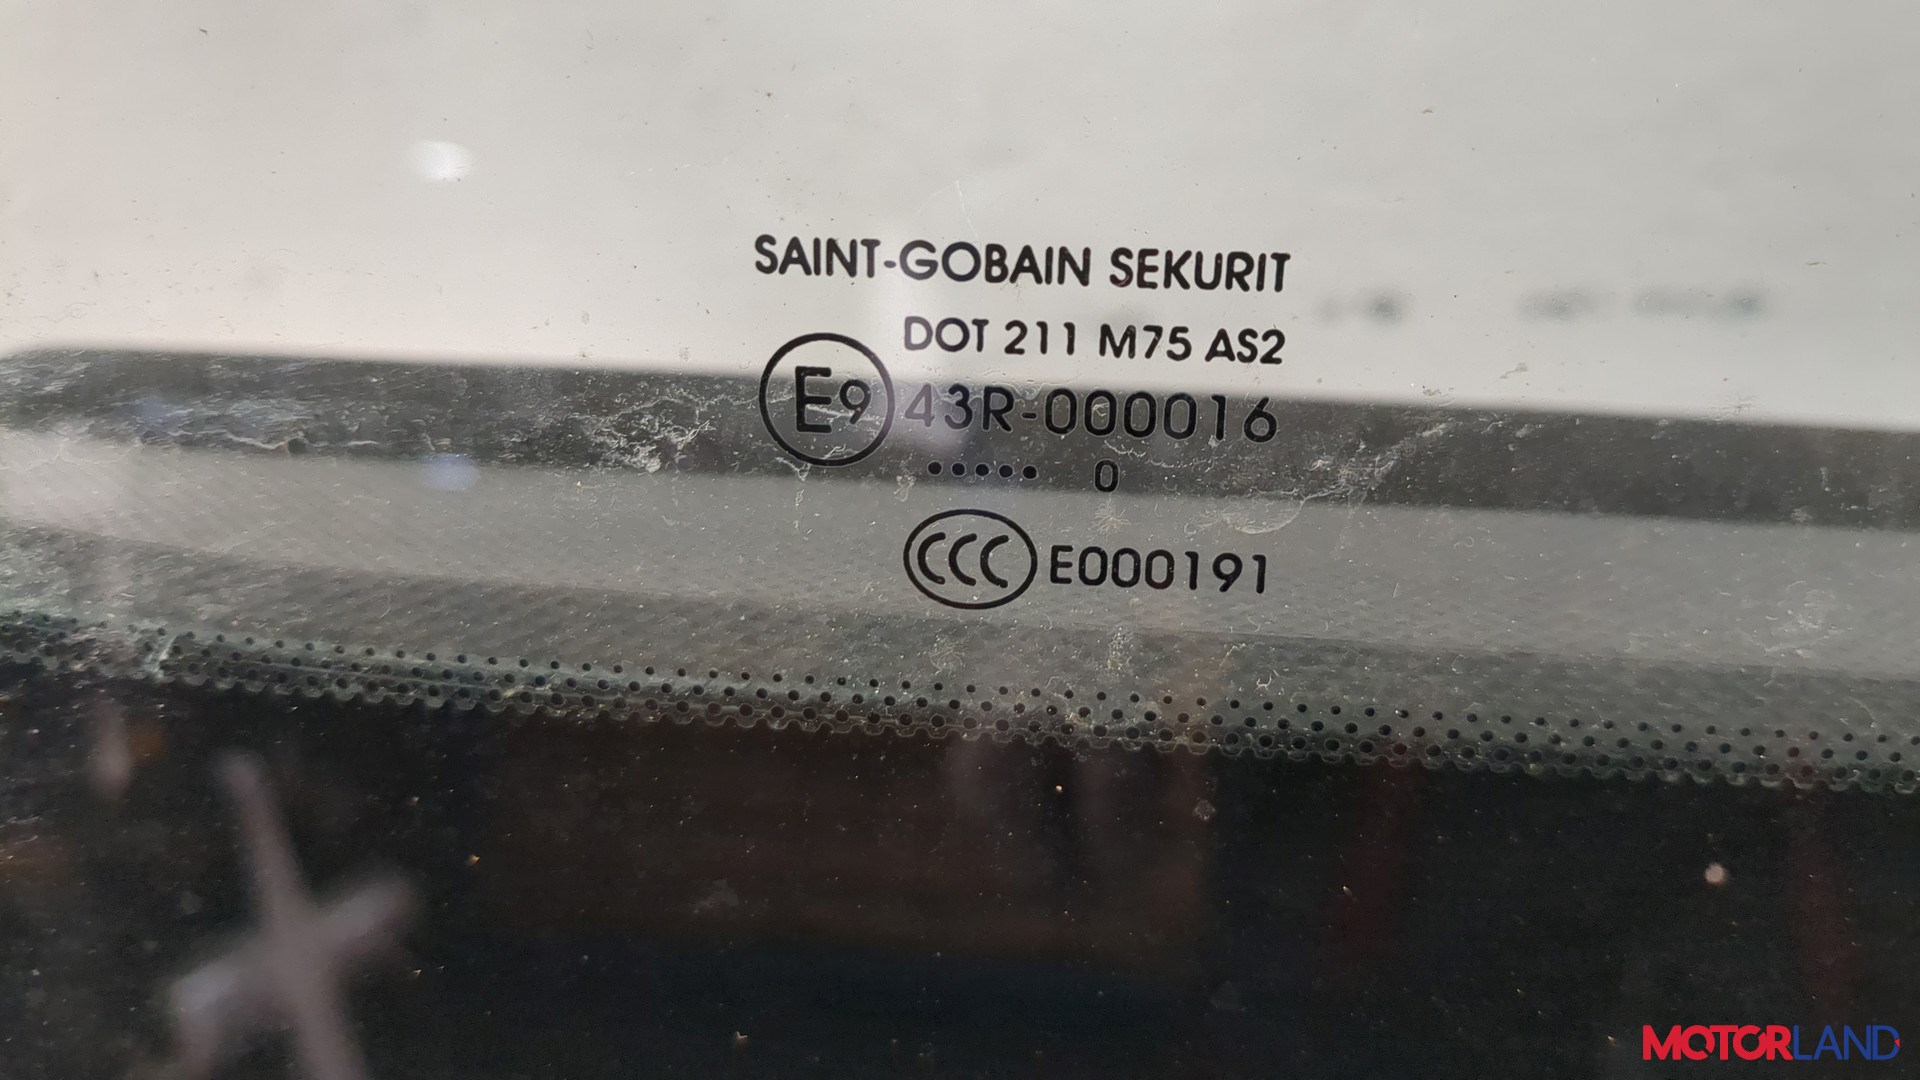 SAINT-GOBAIN SEKURIT
DOT 211 M75 AS2
E9 43R-000016
••••• 0
CCC E000191
MOTORLAND